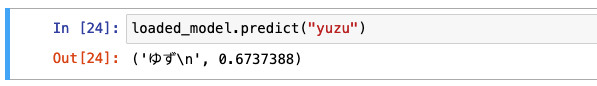 In [24]: loaded_model.predict("yuzu")
Out[24]: ('ゆず\n', 0.6737388)